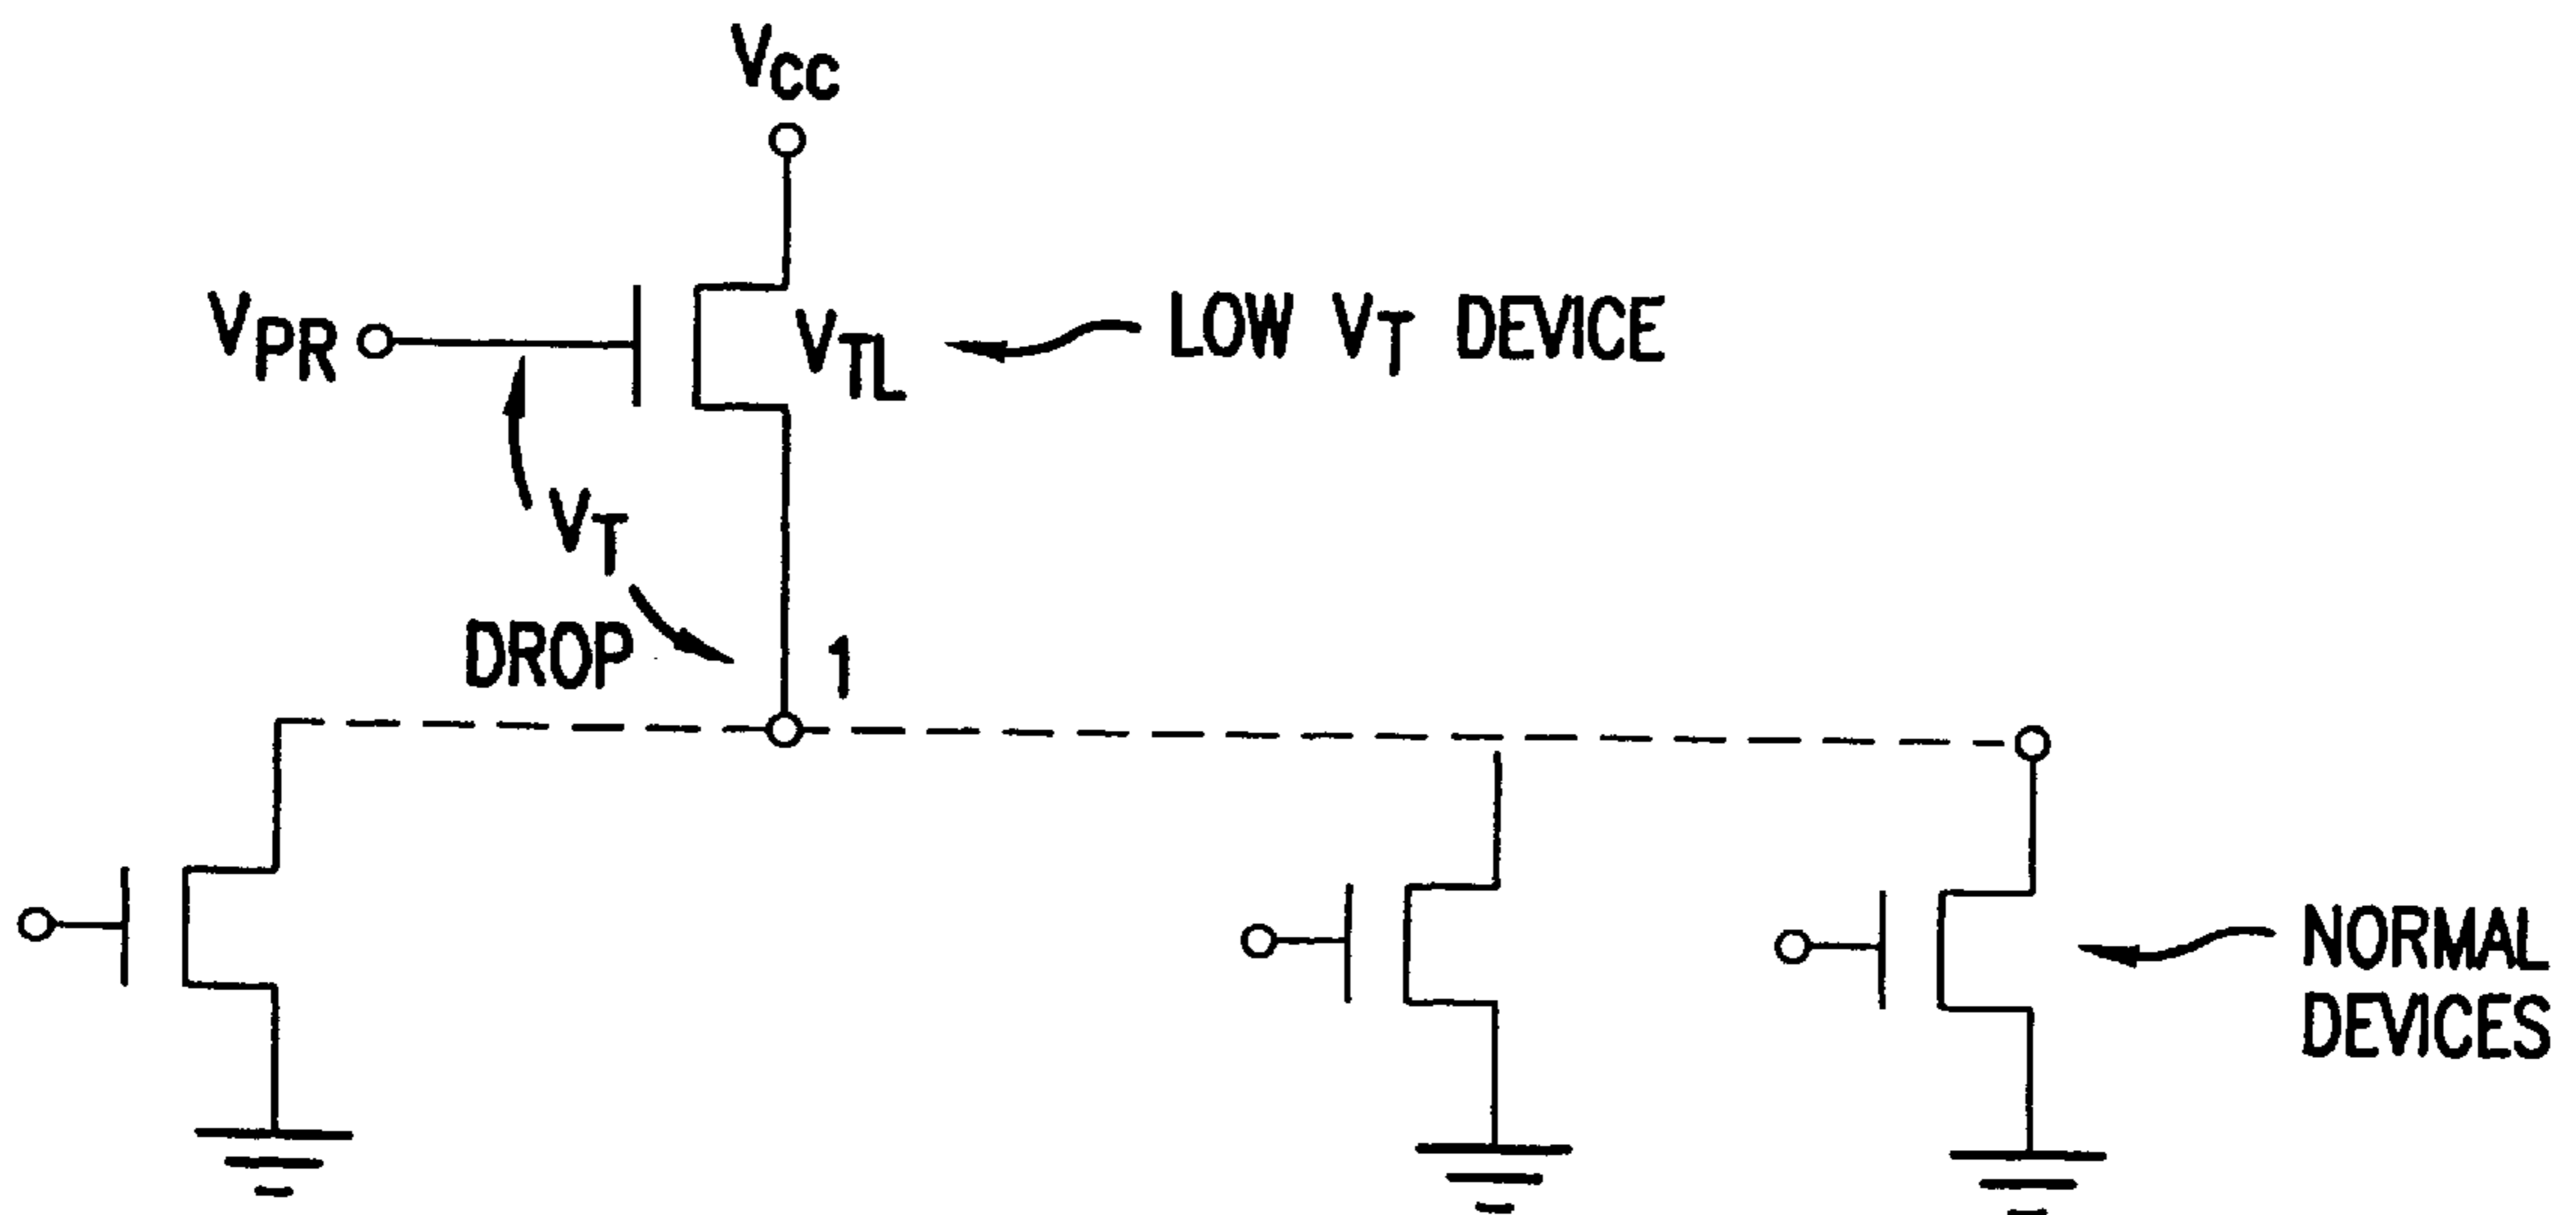 VCC
VPR
VTL
LOW VT DEVICE
VT
DROP
1
NORMAL
DEVICES